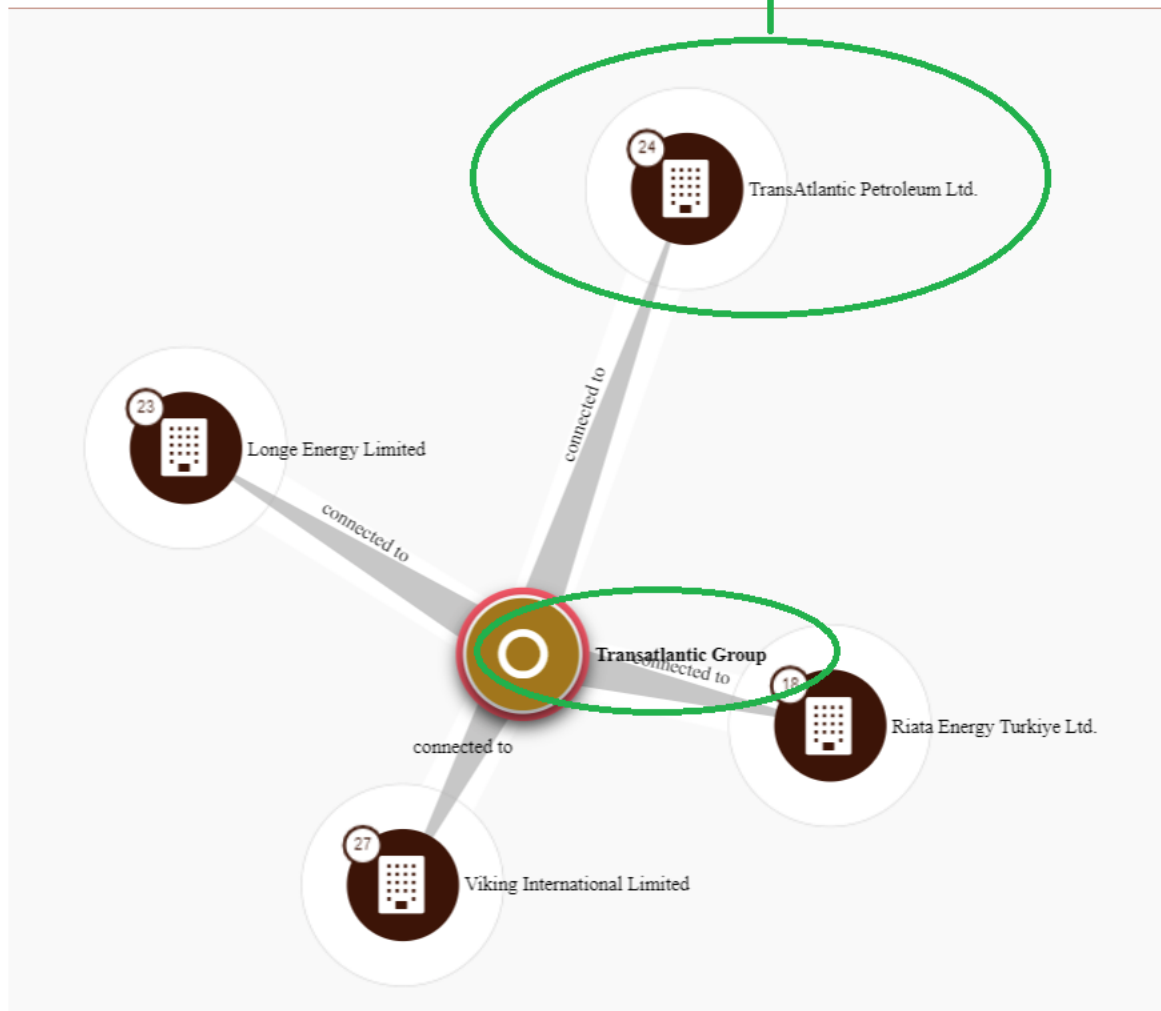 24
TransAtlantic Petroleum Ltd.
connected to
23
Longe Energy Limited
connected to
Transatlantic Group
connected to
18
Riata Energy Turkiye Ltd.
connected to
27
Viking International Limited